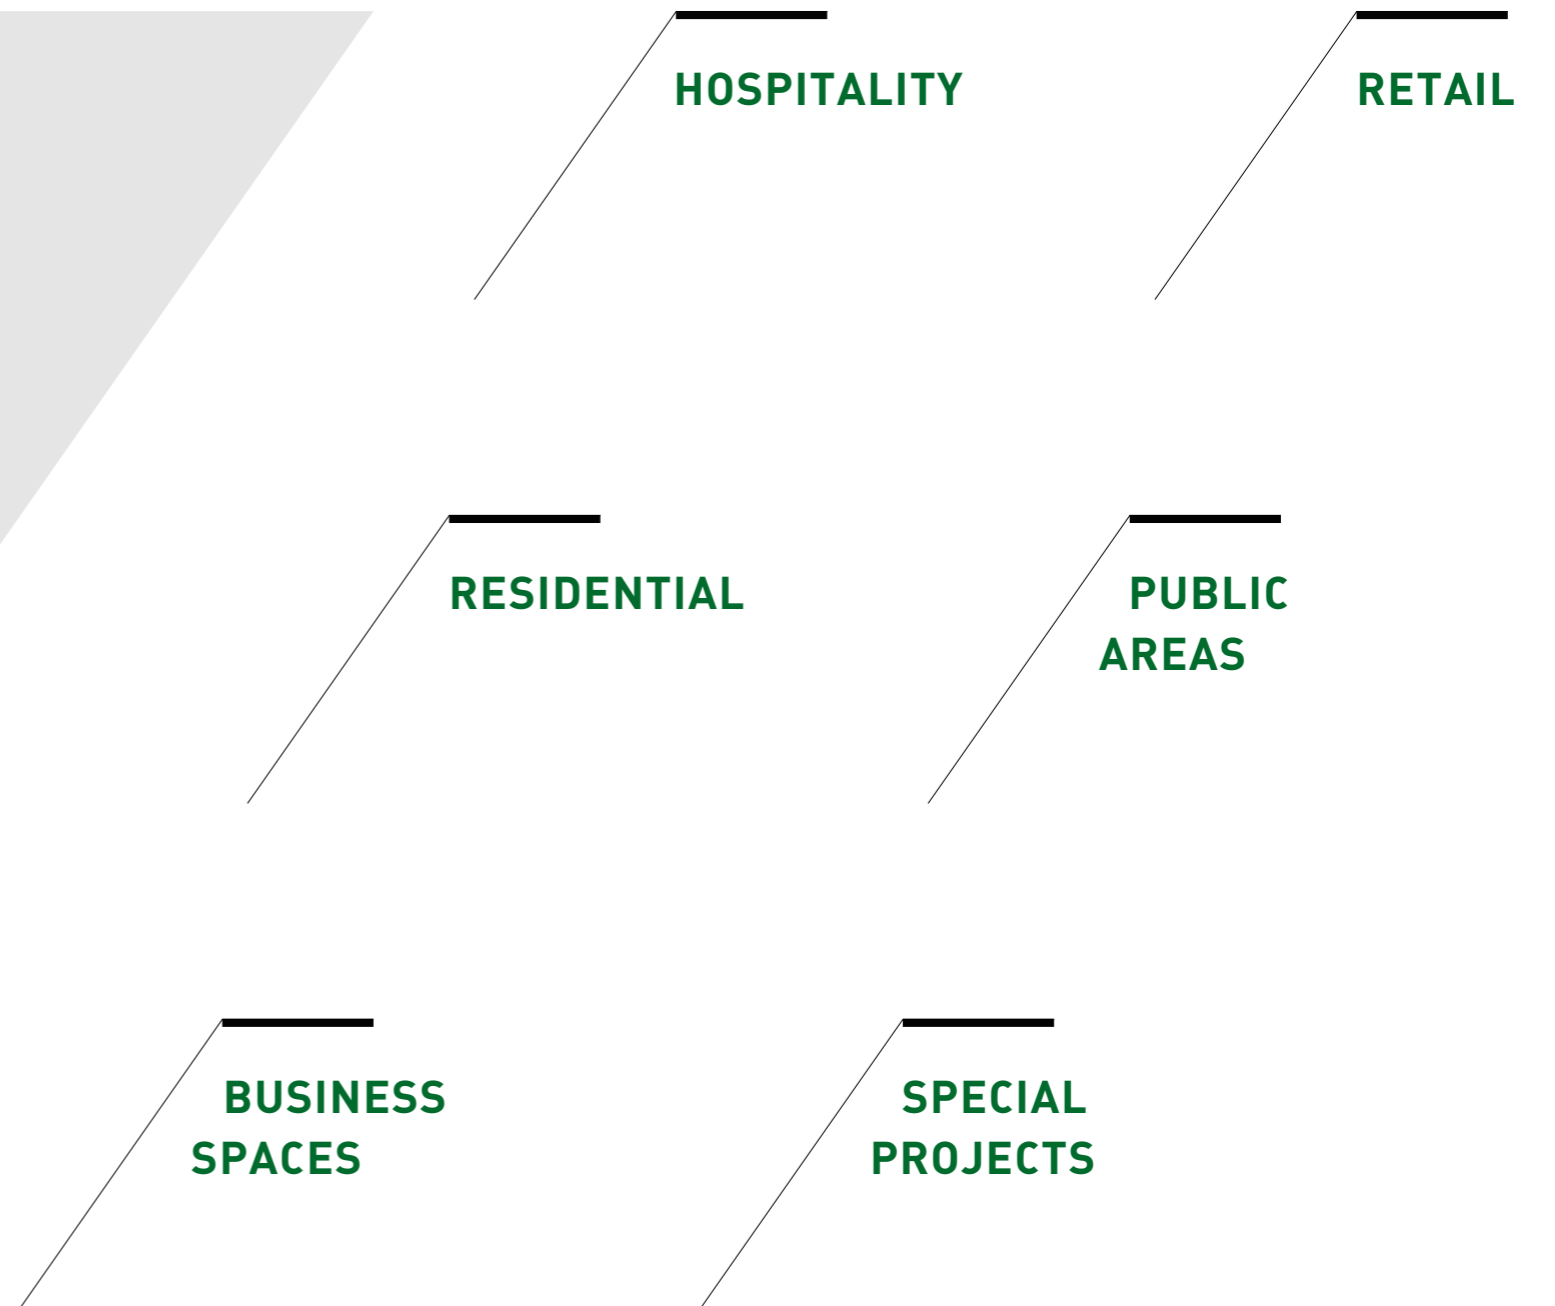 HOSPITALITY
RETAIL
RESIDENTIAL
PUBLIC
AREAS
BUSINESS
SPACES
SPECIAL
PROJECTS